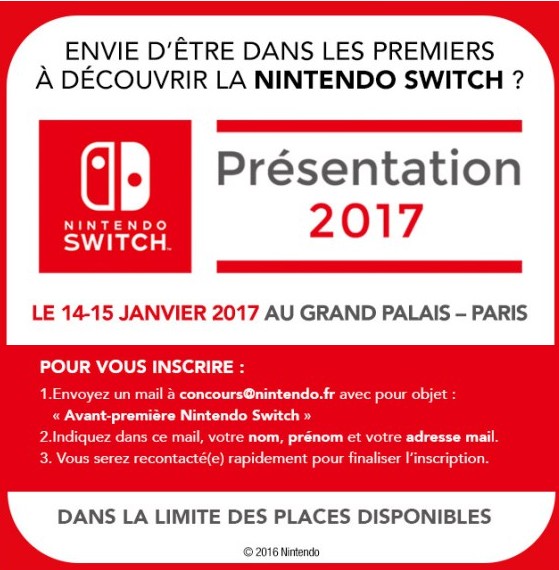 ENVIE D'ÊTRE DANS LES PREMIERS
À DÉCOUVRIR LA NINTENDO SWITCH ?
NINTENDO
SWITCH™
Présentation
2017
LE 14-15 JANVIER 2017 AU GRAND PALAIS – PARIS
POUR VOUS INSCRIRE :
1.Envoyez un mail à concours@nintendo.fr avec pour objet :
« Avant-première Nintendo Switch »
2.Indiquez dans ce mail, votre nom, prénom et votre adresse mail.
3. Vous serez recontacté(e) rapidement pour finaliser l'inscription.
DANS LA LIMITE DES PLACES DISPONIBLES
© 2016 Nintendo